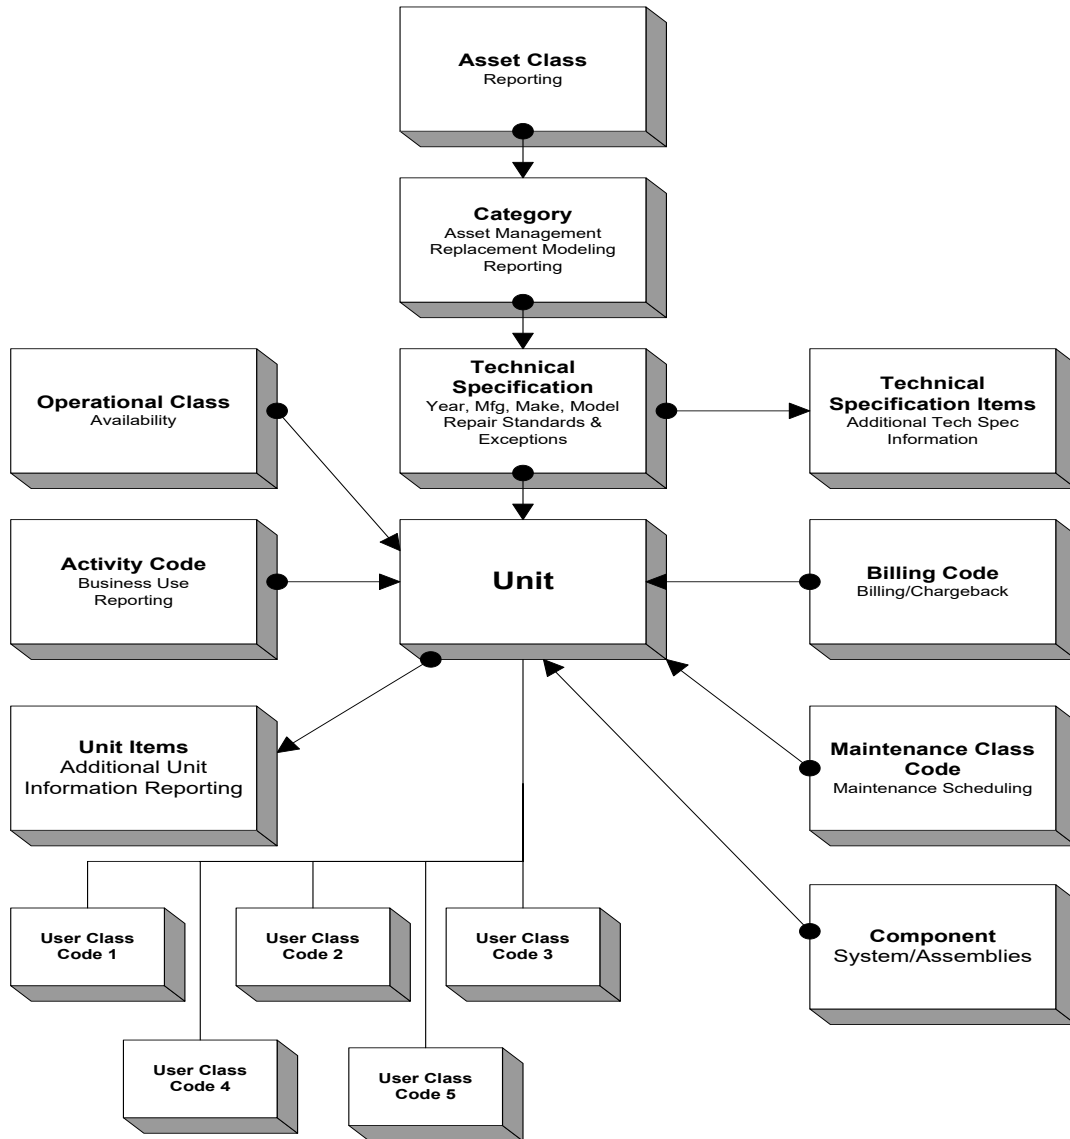 Asset Class
Reporting
Category
Asset Management
Replacement Modeling
Reporting
Operational Class
Availability
Technical
Specification
Year, Mfg, Make, Model
Repair Standards &
Exceptions
Technical
Specification Items
Additional Tech Spec
Information
Activity Code
Business Use
Reporting
Unit
Billing Code
Billing/Chargeback
Unit Items
Additional Unit
Information Reporting
Maintenance Class
Code
Maintenance Scheduling
User Class
Code 1
User Class
Code 2
User Class
Code 3
Component
System/Assemblies
User Class
Code 4
User Class
Code 5